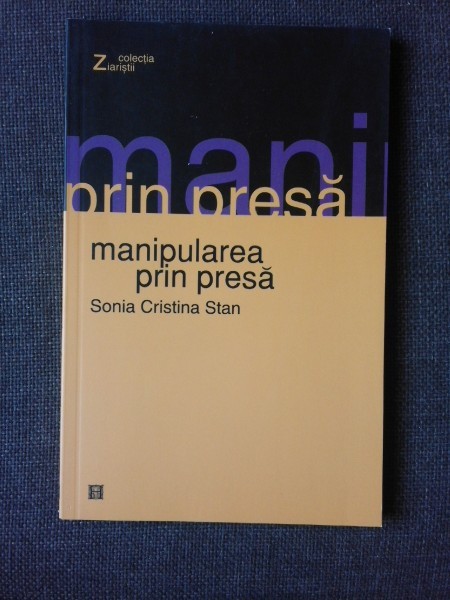 colecția
Ziariștii
mani
prin presă
manipularea
prin presă
Sonia Cristina Stan